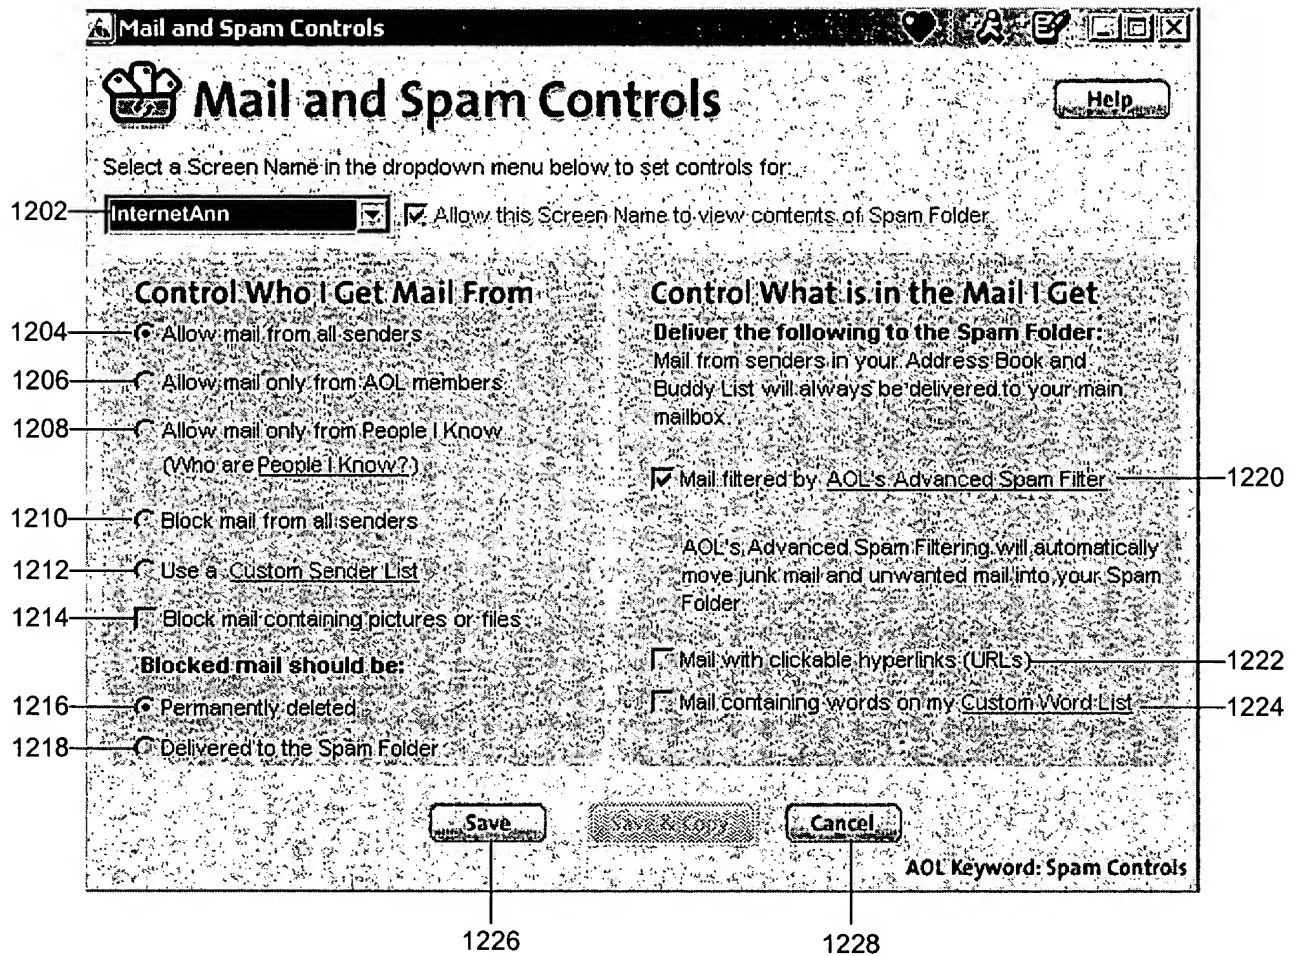 Mail and Spam Controls
Mail and Spam Controls
Help
Select a Screen Name in the dropdown menu below to set controls for:
1202
InternetAnn
Allow this Screen Name to view contents of Spam Folder
Control Who I Get Mail From
1204
Allow mail from all senders
1206
Allow mail only from AOL members
1208
Allow mail only from People I Know
(Who are People I Know?)
1210
Block mail from all senders
1212
Use a Custom Sender List
1214
Block mail containing pictures or files
Blocked mail should be:
1216
Permanently deleted
1218
Delivered to the Spam Folder
Control What is in the Mail I Get
Deliver the following to the Spam Folder:
Mail from senders in your Address Book and
Buddy List will always be delivered to your main
mailbox.
Mail filtered by AOL's Advanced Spam Filter
1220
AOL's Advanced Spam Filtering will automatically
move junk mail and unwanted mail into your Spam
Folder.
Mail with clickable hyperlinks (URLs)
1222
Mail containing words on my Custom Word List
1224
Save
Save & Copy
Cancel
AOL Keyword: Spam Controls
1226
1228